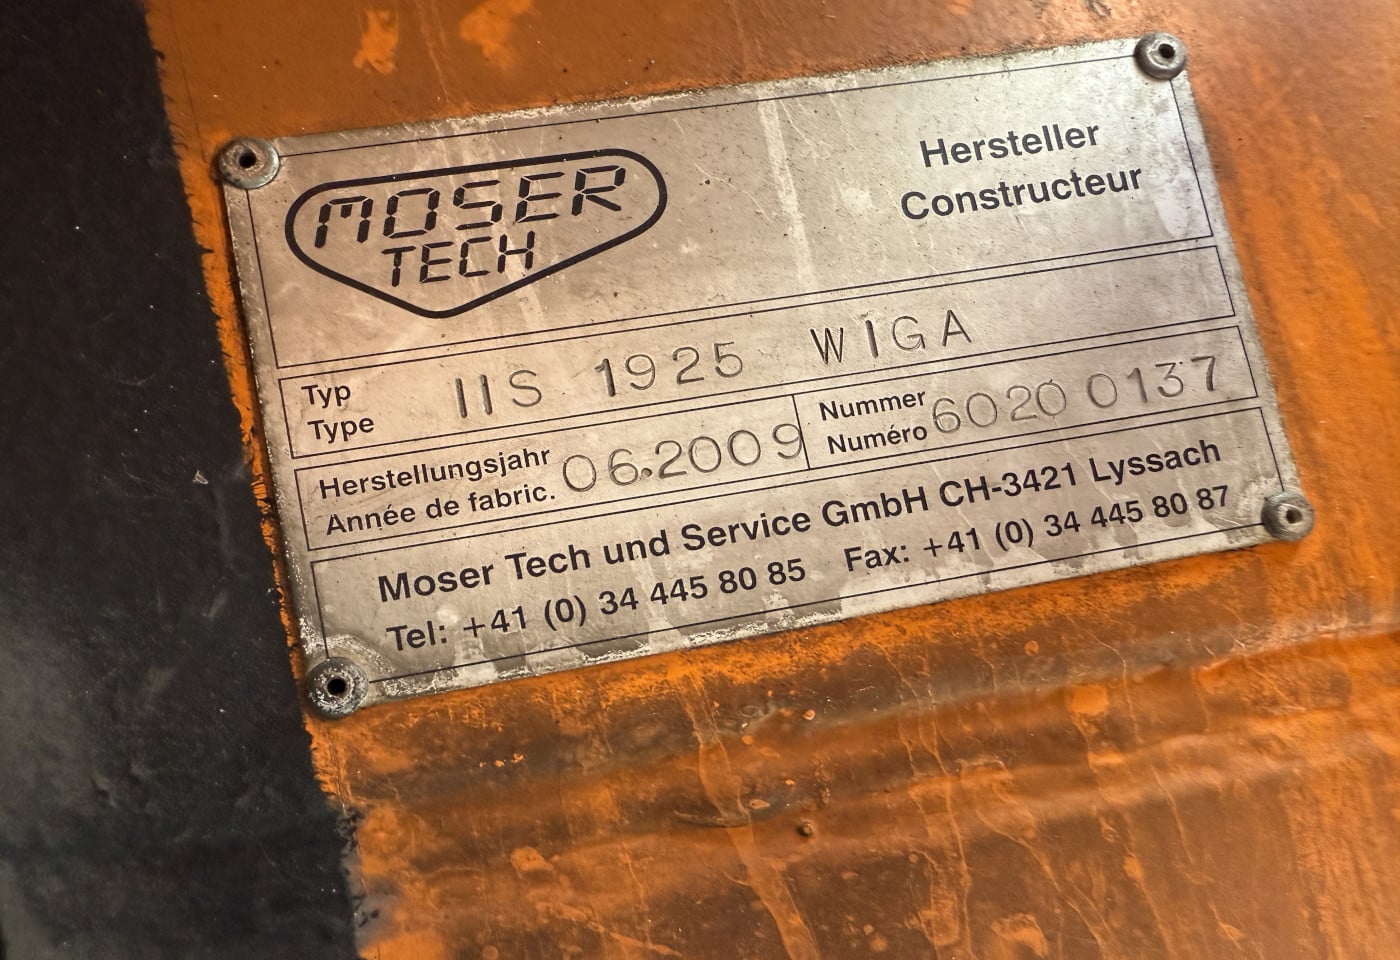 MOSER
TECH
Hersteller
Constructeur
Typ
Type
IIS 1925 WIGA
Herstellungsjahr
Année de fabric.
06.2009
Nummer
Numéro
6020 0137
Moser Tech und Service GmbH CH-3421 Lyssach
Tel: +41 (0) 34 445 80 85 Fax: +41 (0) 34 445 80 87